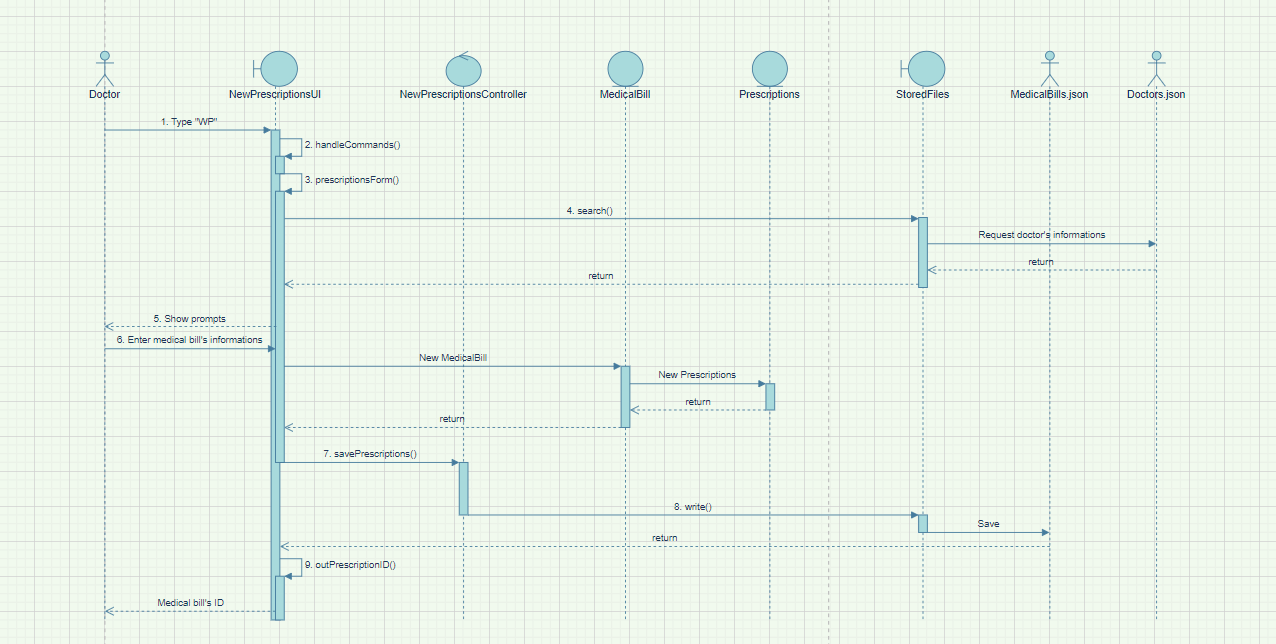 Doctor
NewPrescriptionsUI
NewPrescriptionsController
MedicalBill
Prescriptions
StoredFiles
MedicalBills.json
Doctors.json
1. Type "WP"
2. handleCommands()
3. prescriptionsForm()
4. search()
Request doctor's informations
return
return
5. Show prompts
6. Enter medical bill's informations
New MedicalBill
New Prescriptions
return
return
7. savePrescriptions()
8. write()
Save
return
9. outPrescriptionID()
Medical bill's ID